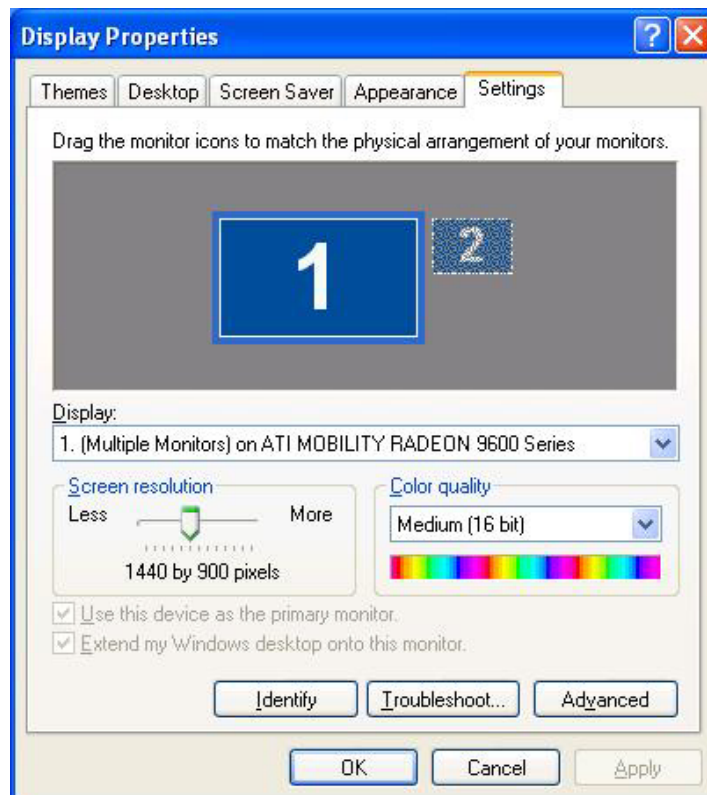 Display Properties
Themes Desktop Screen Saver Appearance Settings
Drag the monitor icons to match the physical arrangement of your monitors.
1 2
Display:
1. (Multiple Monitors) on ATI MOBILITY RADEON 9600 Series
Screen resolution Color quality
Less More Medium (16 bit)
1440 by 900 pixels
Use this device as the primary monitor.
Extend my Windows desktop onto this monitor.
Identify Troubleshoot... Advanced
OK Cancel Apply